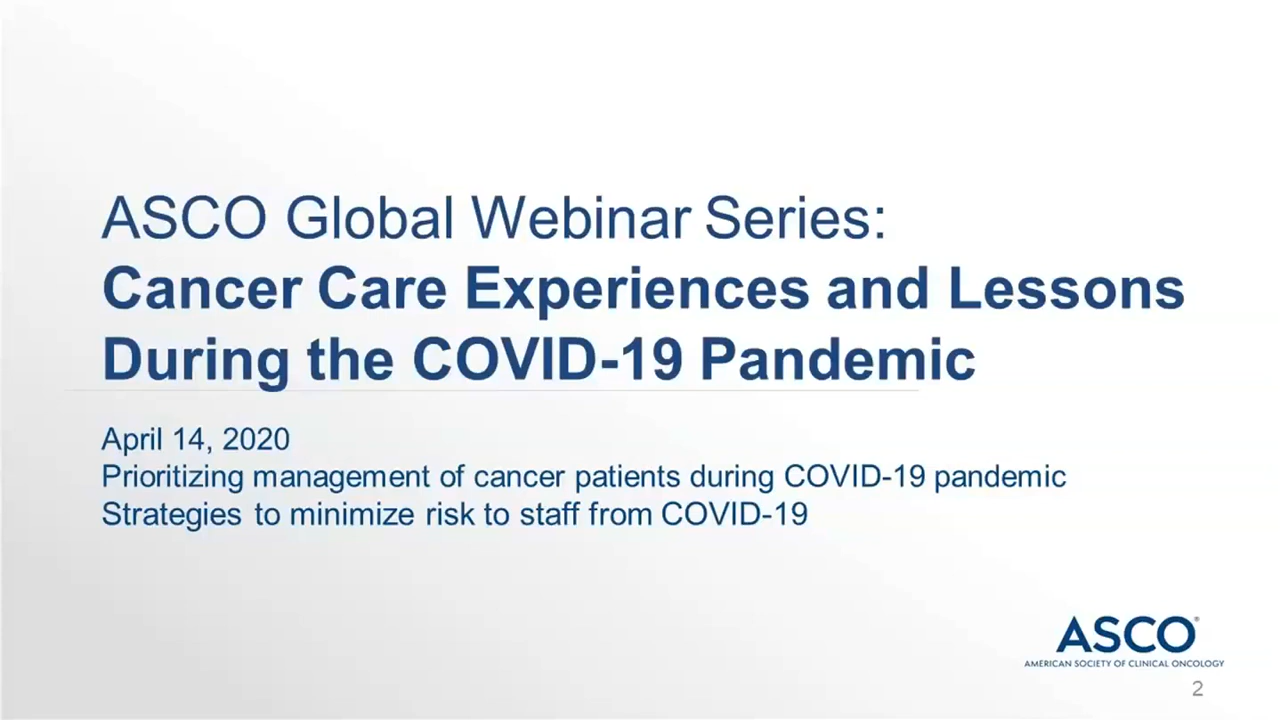 ASCO Global Webinar Series:
Cancer Care Experiences and Lessons
During the COVID-19 Pandemic
April 14, 2020
Prioritizing management of cancer patients during COVID-19 pandemic
Strategies to minimize risk to staff from COVID-19
ASCO®
AMERICAN SOCIETY OF CLINICAL ONCOLOGY
2